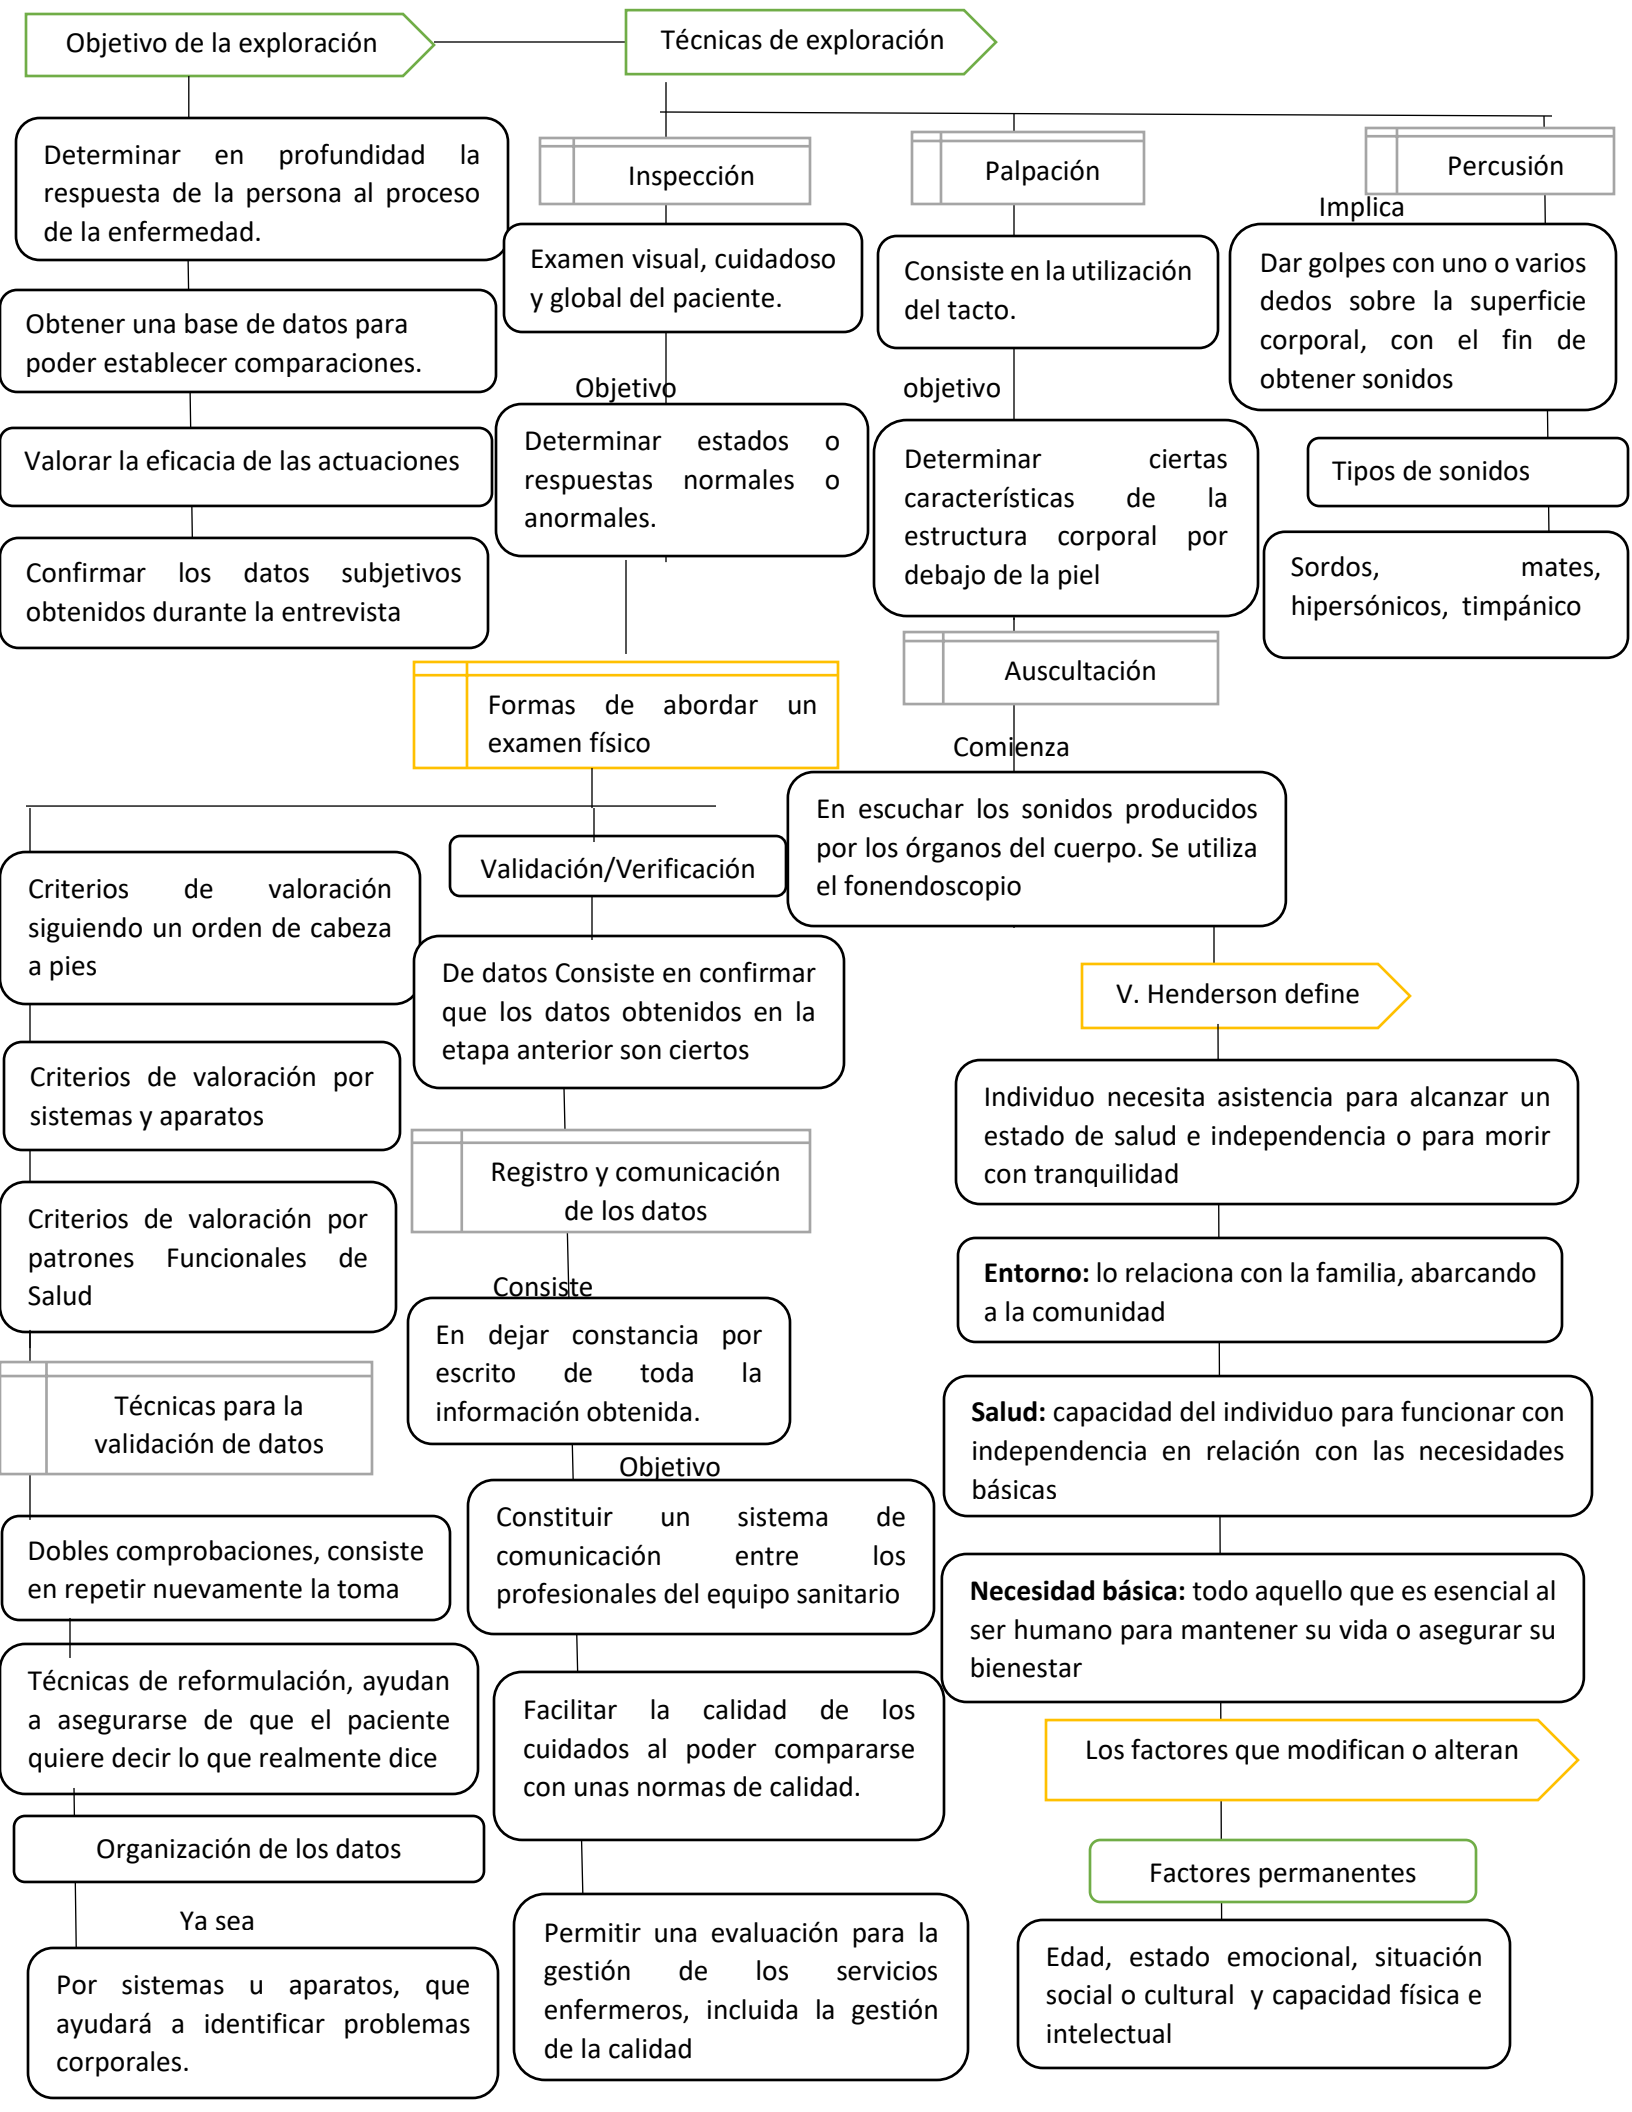 Objetivo de la exploración
Técnicas de exploración
Determinar en profundidad la
respuesta de la persona al proceso
de la enfermedad.
Obtener una base de datos para
poder establecer comparaciones.
Valorar la eficacia de las actuaciones
Confirmar los datos subjetivos
obtenidos durante la entrevista
Inspección
Examen visual, cuidadoso
y global del paciente.
Objetivo
Determinar estados o
respuestas normales o
anormales.
Palpación
Consiste en la utilización
del tacto.
objetivo
Determinar ciertas
características de la
estructura corporal por
debajo de la piel
Percusión
Implica
Dar golpes con uno o varios
dedos sobre la superficie
corporal, con el fin de
obtener sonidos
Tipos de sonidos
Sordos, mates,
hipersónicos, timpánico
Auscultación
Comienza
En escuchar los sonidos producidos
por los órganos del cuerpo. Se utiliza
el fonendoscopio
Formas de abordar un
examen físico
Criterios de valoración
siguiendo un orden de cabeza
a pies
Criterios de valoración por
sistemas y aparatos
Criterios de valoración por
patrones Funcionales de
Salud
Técnicas para la
validación de datos
Dobles comprobaciones, consiste
en repetir nuevamente la toma
Técnicas de reformulación, ayudan
a asegurarse de que el paciente
quiere decir lo que realmente dice
Organización de los datos
Ya sea
Por sistemas u aparatos, que
ayudará a identificar problemas
corporales.
Validación/Verificación
De datos Consiste en confirmar
que los datos obtenidos en la
etapa anterior son ciertos
Registro y comunicación
de los datos
Consiste
En dejar constancia por
escrito de toda la
información obtenida.
Objetivo
Constituir un sistema de
comunicación entre los
profesionales del equipo sanitario
Facilitar la calidad de los
cuidados al poder compararse
con unas normas de calidad.
Permitir una evaluación para la
gestión de los servicios
enfermeros, incluida la gestión
de la calidad
V. Henderson define
Individuo necesita asistencia para alcanzar un
estado de salud e independencia o para morir
con tranquilidad
Entorno: lo relaciona con la familia, abarcando
a la comunidad
Salud: capacidad del individuo para funcionar con
independencia en relación con las necesidades
básicas
Necesidad básica: todo aquello que es esencial al
ser humano para mantener su vida o asegurar su
bienestar
Los factores que modifican o alteran
Factores permanentes
Edad, estado emocional, situación
social o cultural y capacidad física e
intelectual